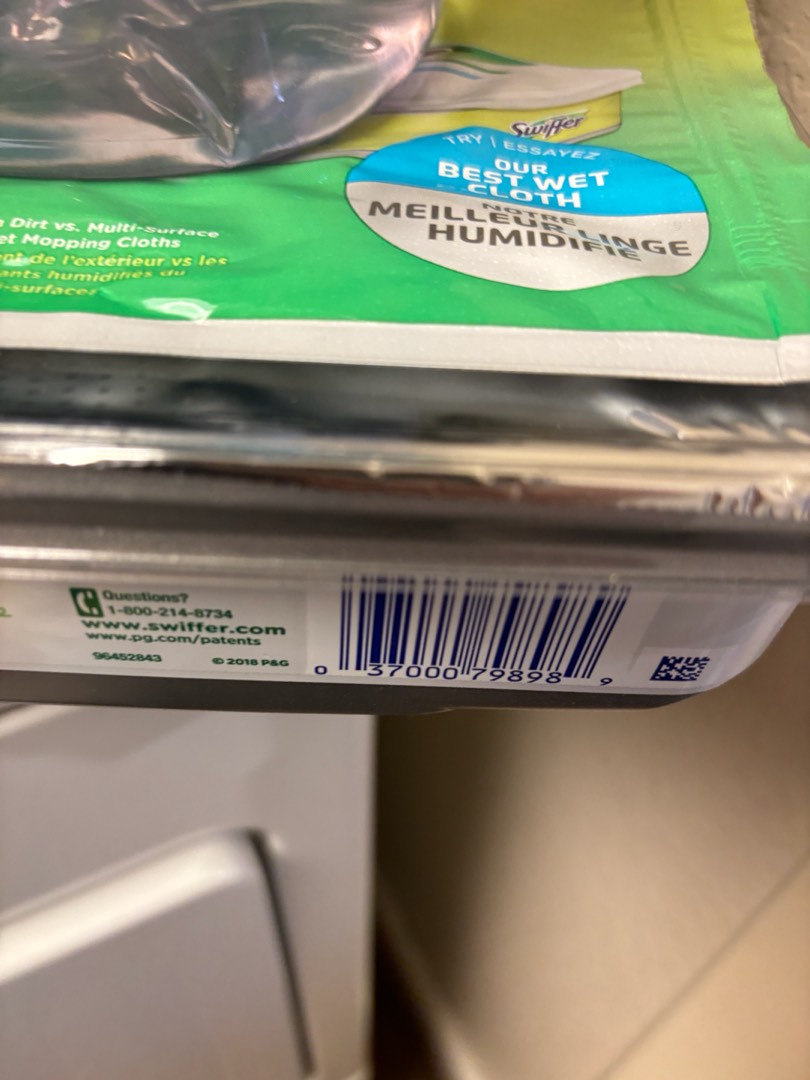 Swiffer
TRY | ESSAYEZ
OUR
BEST WET
CLOTH
NOTRE
MEILLEUR LINGE
HUMIDIFIÉ
Dirt vs. Multi-Surface
et Mopping Cloths
de l'extérieur vs les
ants humidifiés du
i-surfaces
Questions?
1-800-214-8734
www.swiffer.com
www.pg.com/patents
96452843 © 2018 P&G
0 37000 79898 9